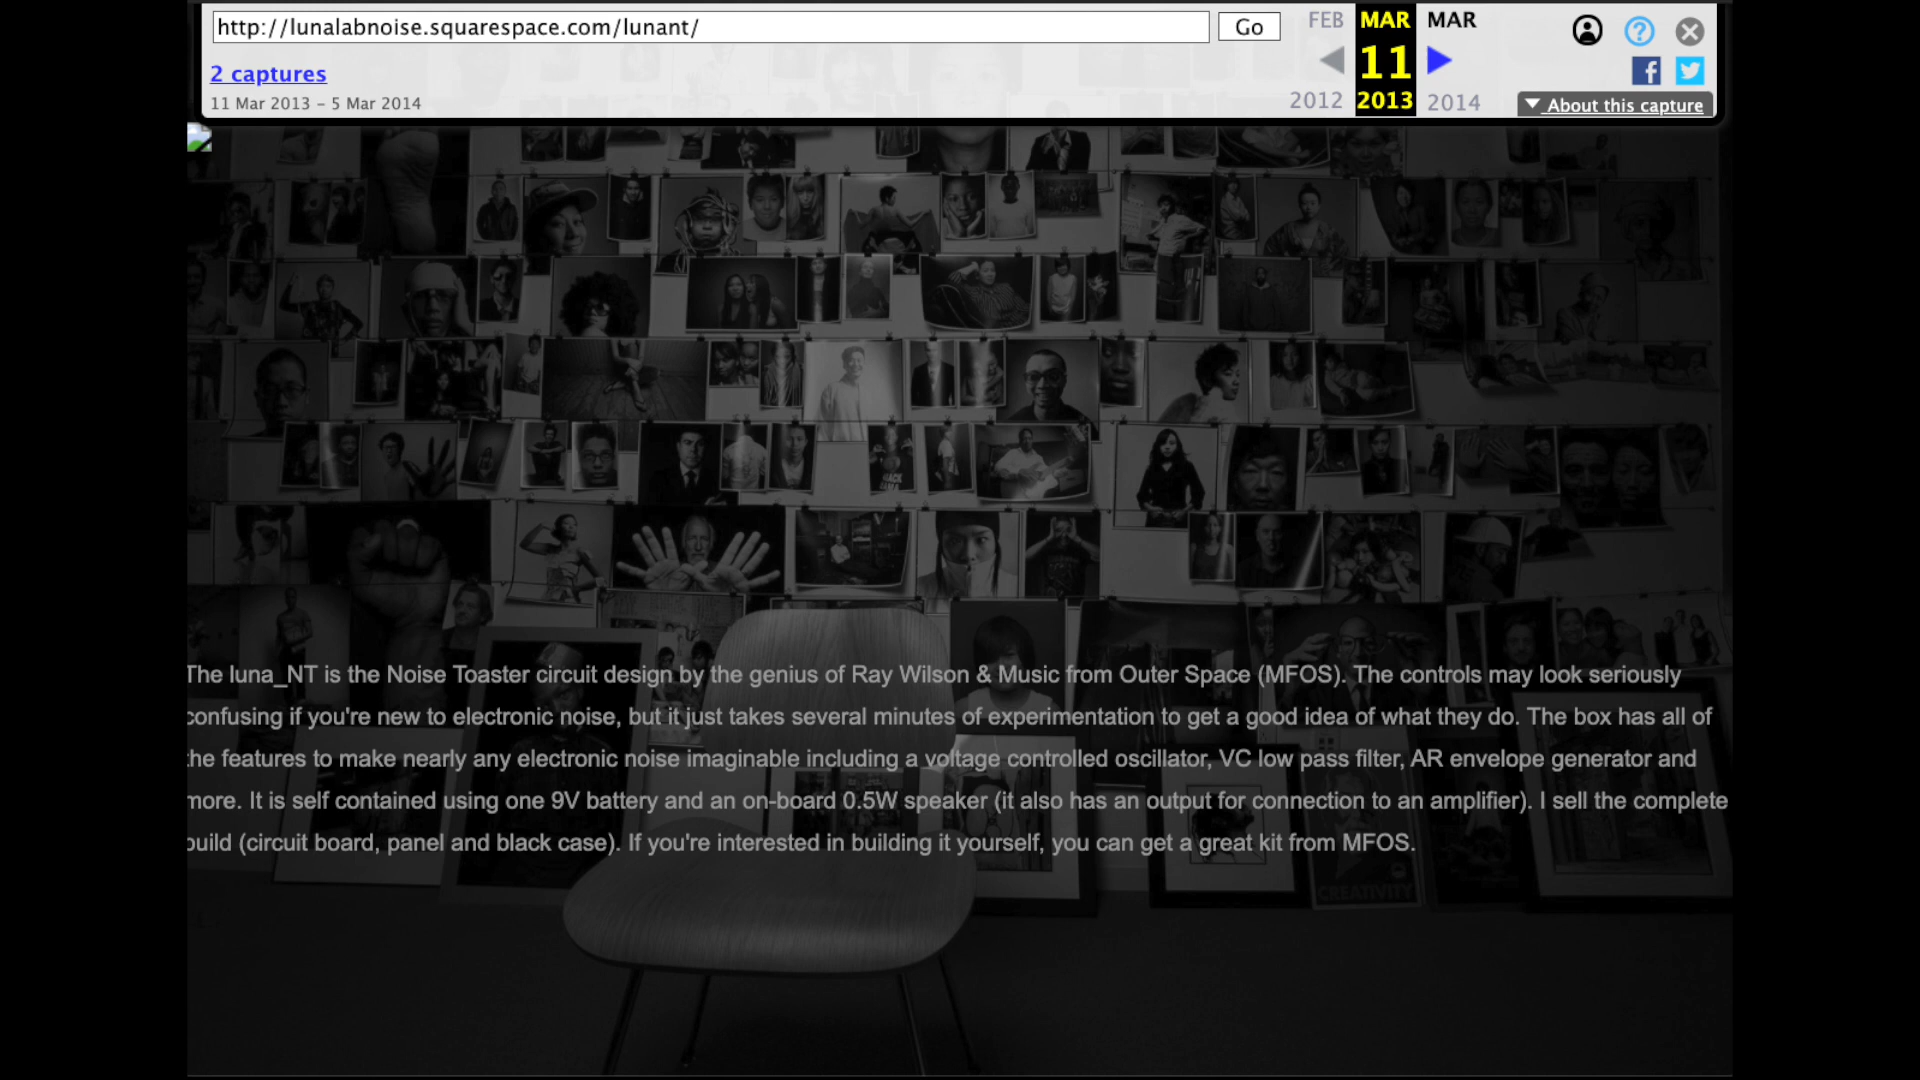 http://lunalabnoise.squarespace.com/lunant/
Go
FEB
MAR
MAR
2 captures
11
11 Mar 2013 – 5 Mar 2014
2012
2013
2014
▼ About this capture
The luna_NT is the Noise Toaster circuit design by the genius of Ray Wilson & Music from Outer Space (MFOS). The controls may look seriously
confusing if you're new to electronic noise, but it just takes several minutes of experimentation to get a good idea of what they do. The box has all of
the features to make nearly any electronic noise imaginable including a voltage controlled oscillator, VC low pass filter, AR envelope generator and
more. It is self contained using one 9V battery and an on-board 0.5W speaker (it also has an output for connection to an amplifier). I sell the complete
build (circuit board, panel and black case). If you're interested in building it yourself, you can get a great kit from MFOS.
CREATIVITY